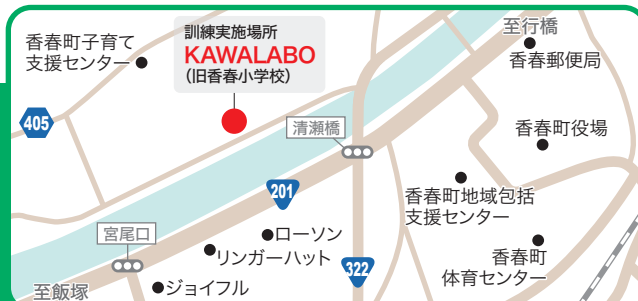 訓練実施場所
KAWALABO
（旧香春小学校）
至行橋
香春町子育て
支援センター
香春郵便局
405
清瀬橋
香春町役場
201
香春町地域包括
支援センター
宮尾口
ローソン
リンガーハット
322
香春町
体育センター
至飯塚
ジョイフル